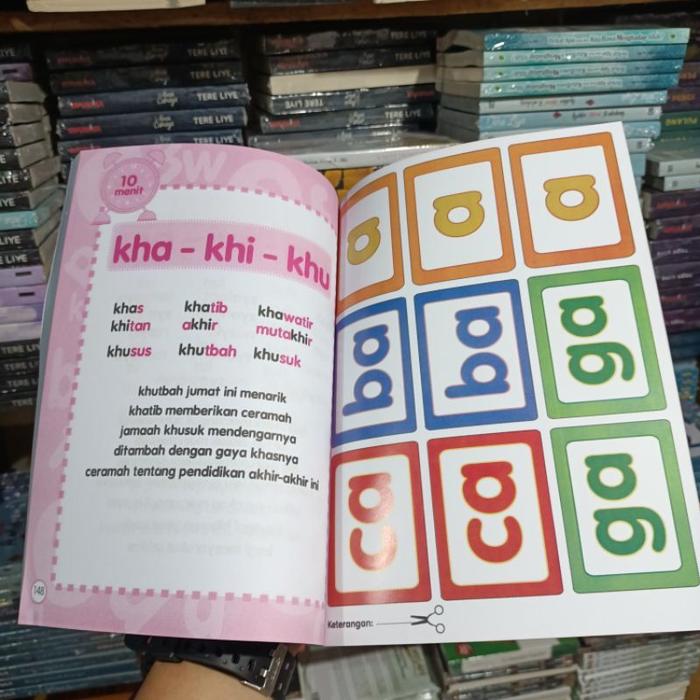 10
menit
kha - khi - khu
khas khatib khawatir
khitan akhir mutakhir
khusus khutbah khusuk
khutbah jumat ini menarik
khatib memberikan ceramah
jamaah khusuk mendengarnya
ditambah dengan gaya khasnya
ceramah tentang pendidikan akhir-akhir ini
148
a a a
ba ba ga
ca ca ga
Keterangan:
TERE LIYE
TERE LIYE
TERE LIYE
TERE LIYE
TERE LIYE
TERE LIYE